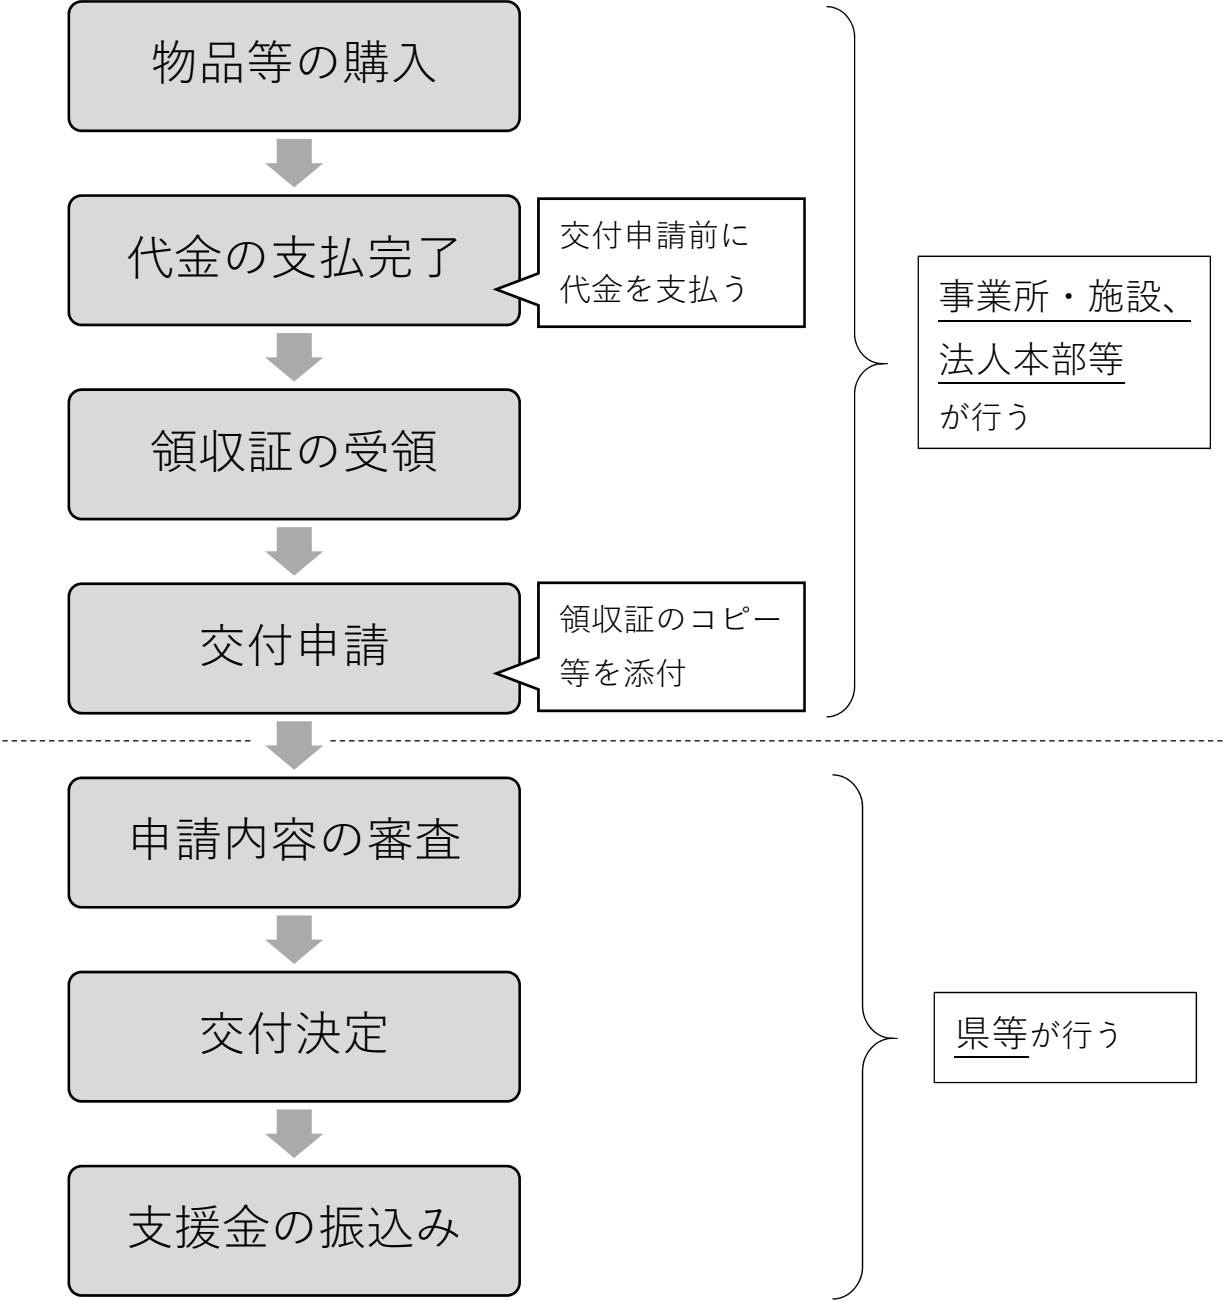 物品等の購入
代金の支払完了
交付申請前に
代金を支払う
領収証の受領
交付申請
領収証のコピー
等を添付
事業所・施設、
法人本部等
が行う
申請内容の審査
交付決定
支援金の振込み
県等が行う